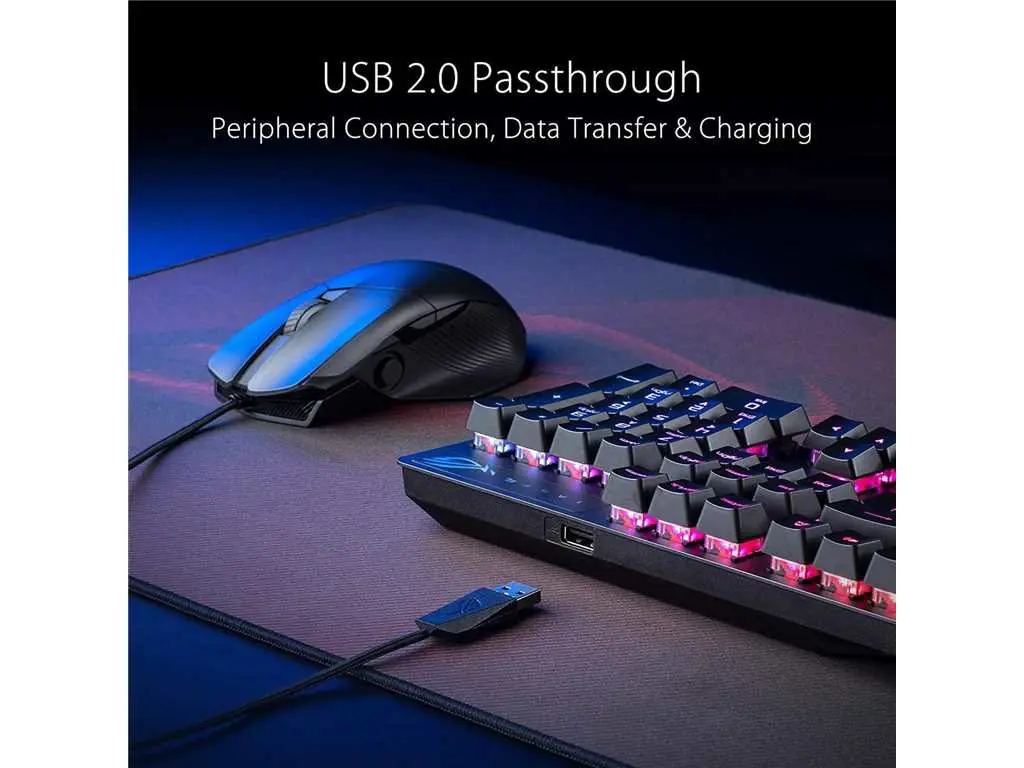 USB 2.0 Passthrough
Peripheral Connection, Data Transfer & Charging